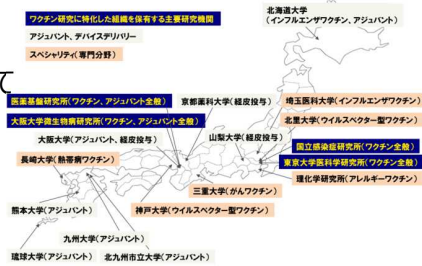 ワクチン研究に特化した組織を保有する主要研究機関
アジュバント、デバイスデリバリー
スペシャリティ(専門分野)
て
北海道大学
(インフルエンザワクチン、アジュバント)
医薬基盤研究所(ワクチン、アジュバント全般)
京都薬科大学(経皮投与)
埼玉医科大学(インフルエンザワクチン)
大阪大学微生物病研究所(ワクチン、アジュバント全般)
北里大学(ウイルスベクター型ワクチン)
大阪大学(アジュバント、経皮投与)
山梨大学(経皮投与)
国立感染症研究所(ワクチン全般)
長崎大学(熱帯病ワクチン)
東京大学医科学研究所(ワクチン全般)
理化学研究所(アレルギーワクチン)
三重大学(がんワクチン)
熊本大学(アジュバント)
神戸大学(ウイルスベクター型ワクチン)
九州大学(アジュバント)
琉球大学(アジュバント)
北九州市立大学(アジュバント)